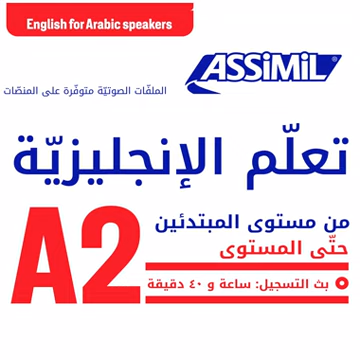 English for Arabic speakers
ASSiMiL
الملفّات الصوتيّة متوفّرة على المنصّات
تعلّم الإنجليزيّة
من مستوى المبتدئين
حتّى المستوى
A2
بث التسجيل: ساعة و ٤٠ دقيقة